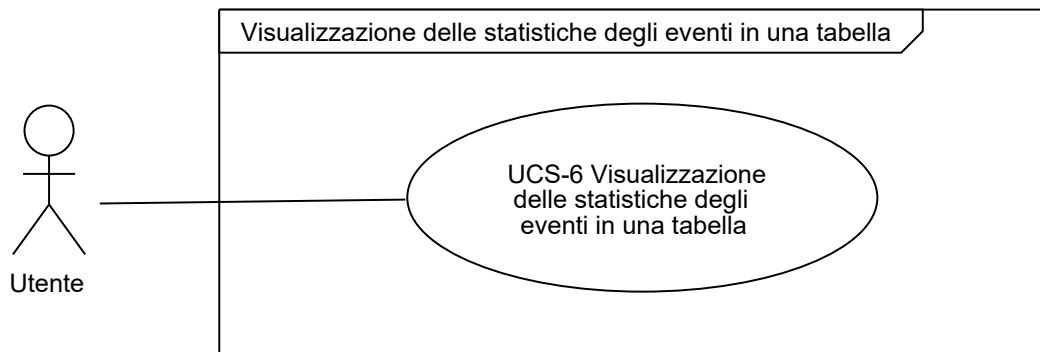 Visualizzazione delle statistiche degli eventi in una tabella
UCS-6 Visualizzazione
delle statistiche degli
eventi in una tabella
Utente